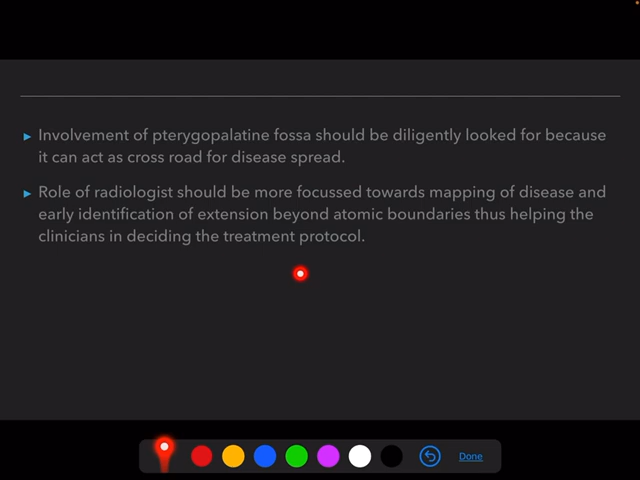 Involvement of pterygopalatine fossa should be diligently looked for because
it can act as cross road for disease spread.
Role of radiologist should be more focussed towards mapping of disease and
early identification of extension beyond atomic boundaries thus helping the
clinicians in deciding the treatment protocol.
Done